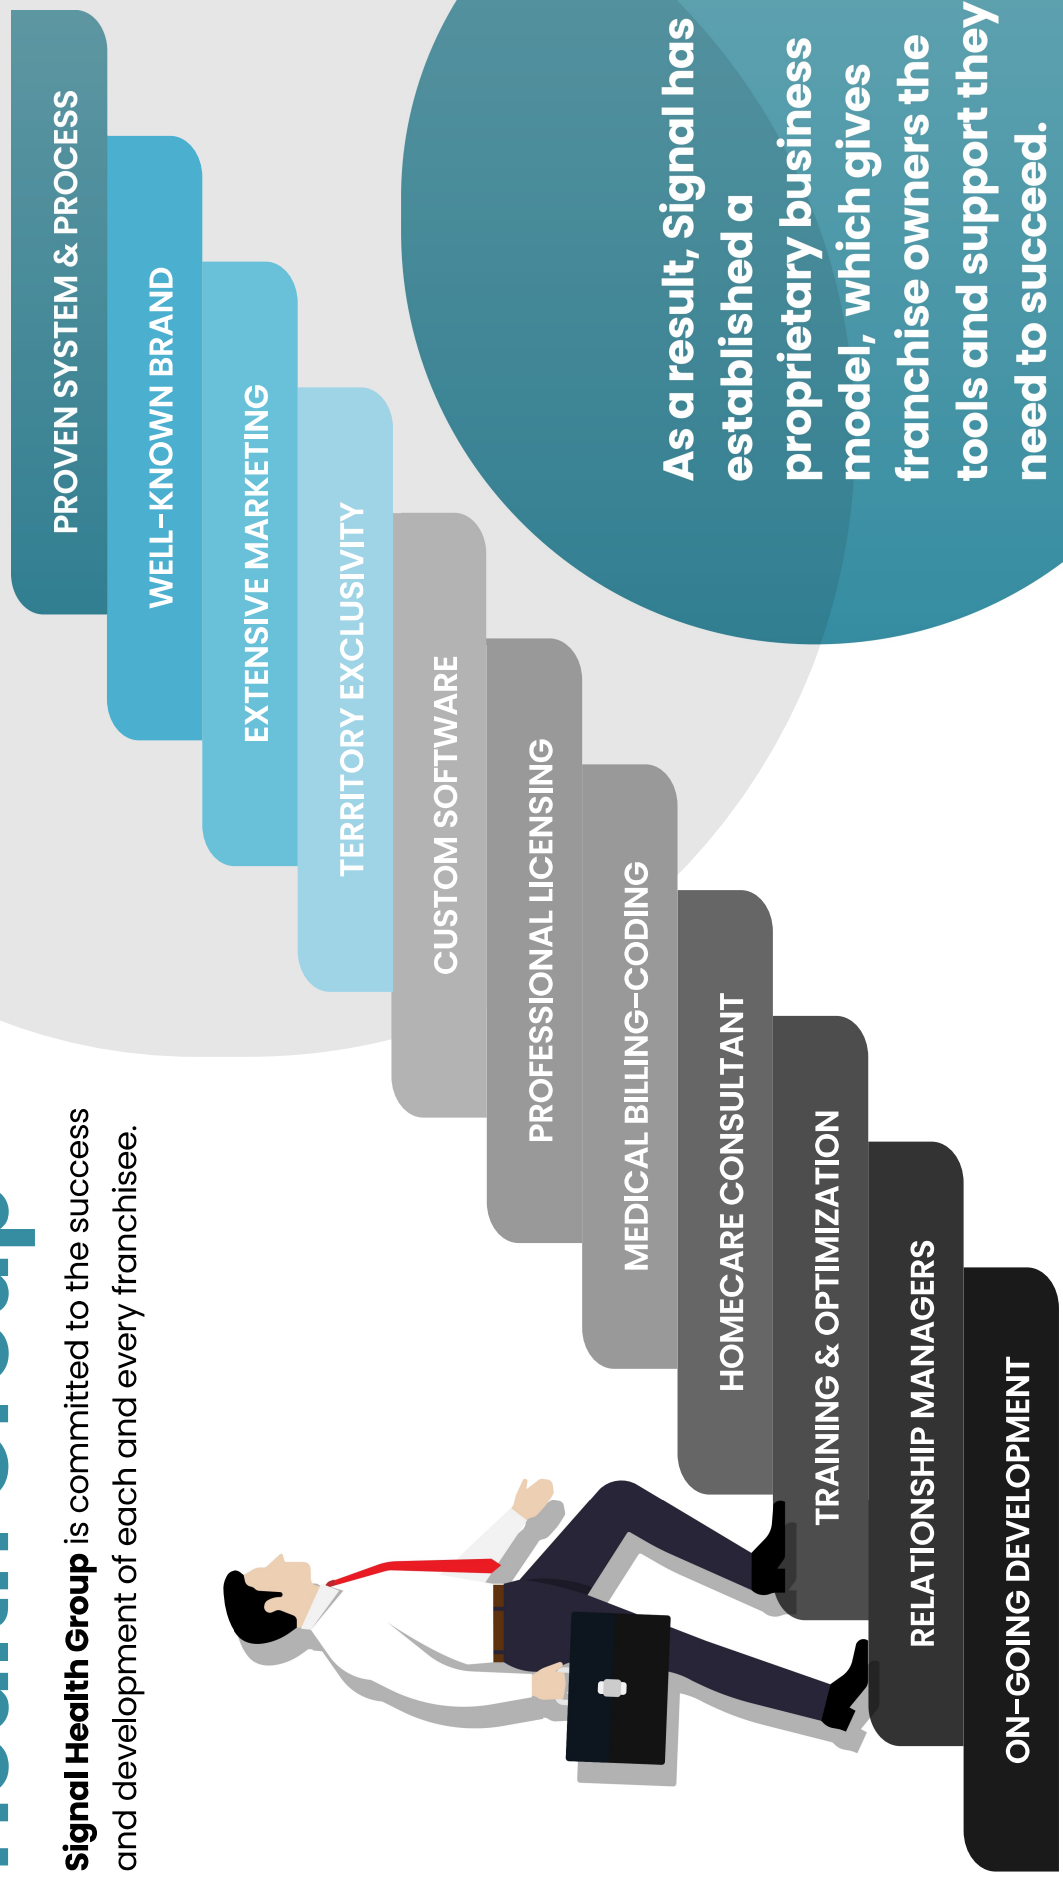 Signal Health Group is committed to the success
and development of each and every franchisee.
PROVEN SYSTEM & PROCESS
WELL-KNOWN BRAND
EXTENSIVE MARKETING
TERRITORY EXCLUSIVITY
CUSTOM SOFTWARE
PROFESSIONAL LICENSING
MEDICAL BILLING-CODING
HOMECARE CONSULTANT
TRAINING & OPTIMIZATION
RELATIONSHIP MANAGERS
ON-GOING DEVELOPMENT
As a result, Signal has
established a
proprietary business
model, which gives
franchise owners the
tools and support they
need to succeed.